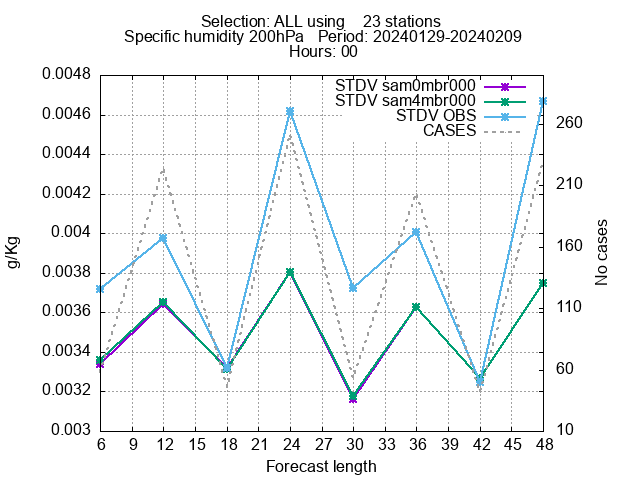 Selection: ALL using    23 stations
Specific humidity 200hPa   Period: 20240129-20240209
Hours: 00
STDV sam0mbr000
STDV sam4mbr000
STDV OBS
CASES
0.0048
0.0046
0.0044
0.0042
0.004
0.0038
0.0036
0.0034
0.0032
0.003
g/Kg
260
210
160
110
60
10
No cases
6 9 12 15 18 21 24 27 30 33 36 39 42 45 48
Forecast length